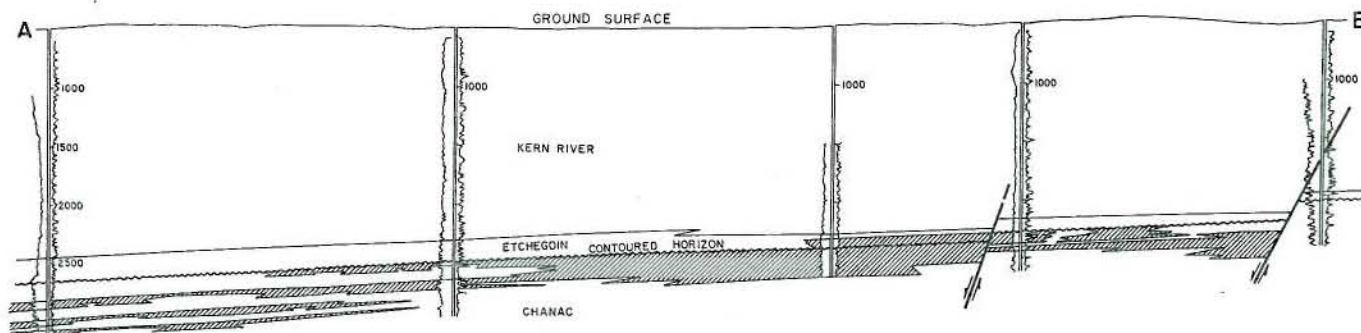 GROUND SURFACE
A
E
1000
1000
1000
1000
1000
1500
KERN RIVER
2000
ETCHEGOIN CONTOURED HORIZON
2500
CHANAC